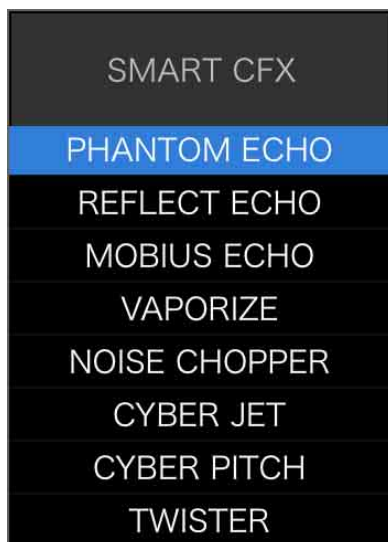 SMART CFX
PHANTOM ECHO
REFLECT ECHO
MOBIUS ECHO
VAPORIZE
NOISE CHOPPER
CYBER JET
CYBER PITCH
TWISTER